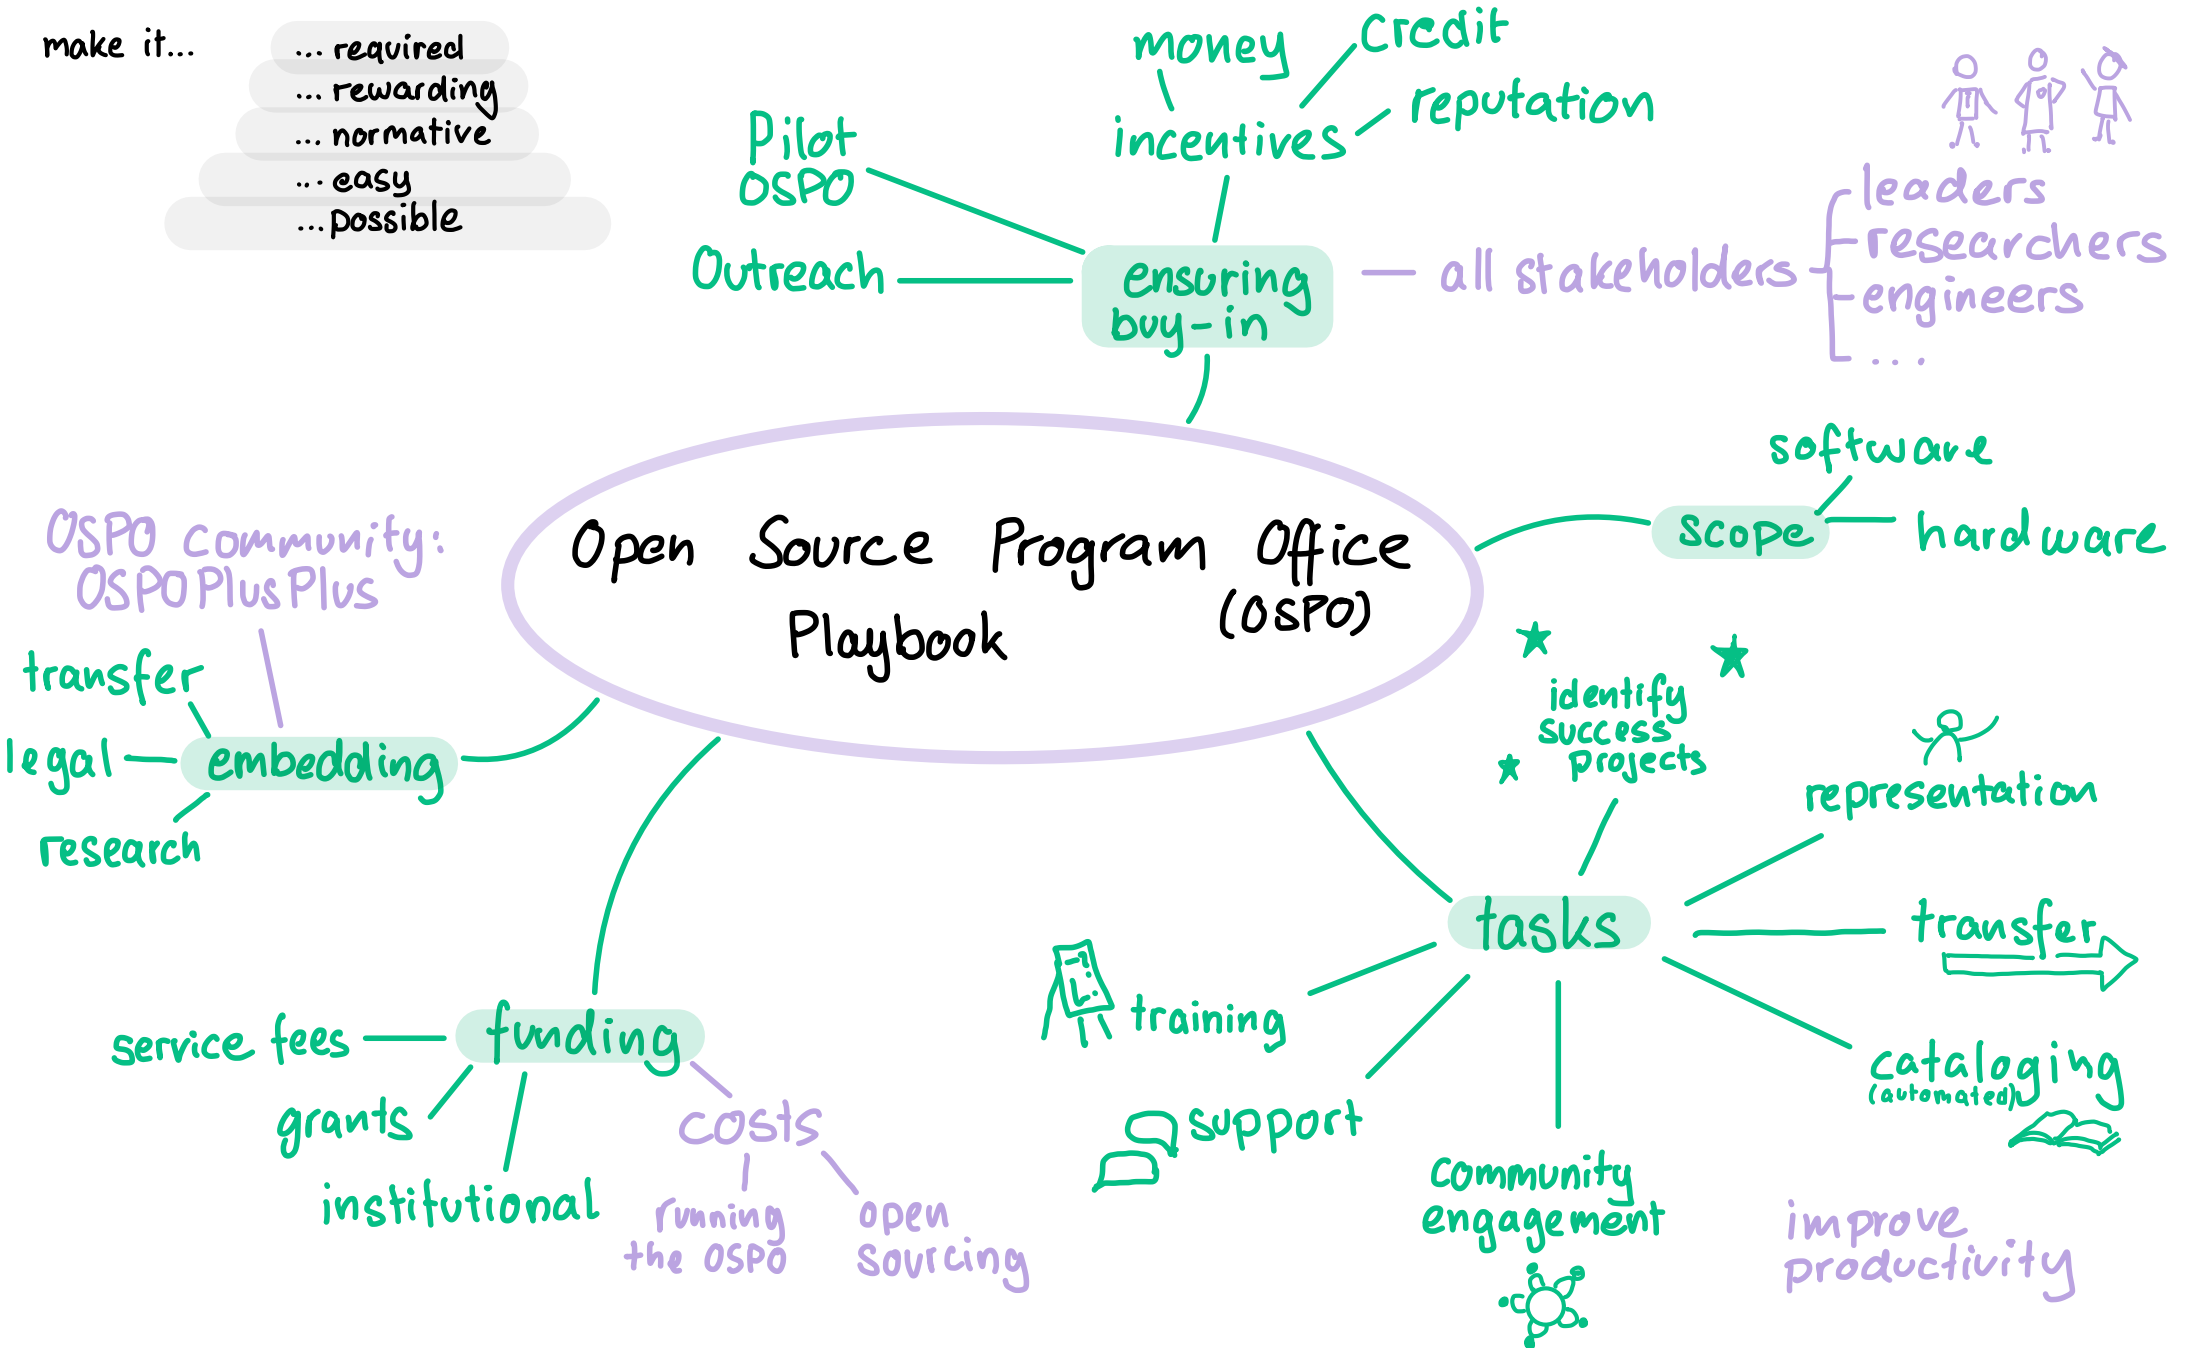 make it...
... required
... rewarding
... normative
... easy
... possible
money
credit
reputation
incentives
Pilot
OSPO
Outreach
ensuring
buy-in
all stakeholders
leaders
researchers
engineers
...
Open Source Program Office
(OSPO)
Playbook
scope
software
hardware
OSPO Community:
OSPOPlusPlus
transfer
legal
embedding
research
identify
success
projects
representation
tasks
transfer
cataloging
(automated)
training
support
community
engagement
improve
productivity
funding
service fees
grants
institutional
costs
running
the OSPO
open
sourcing